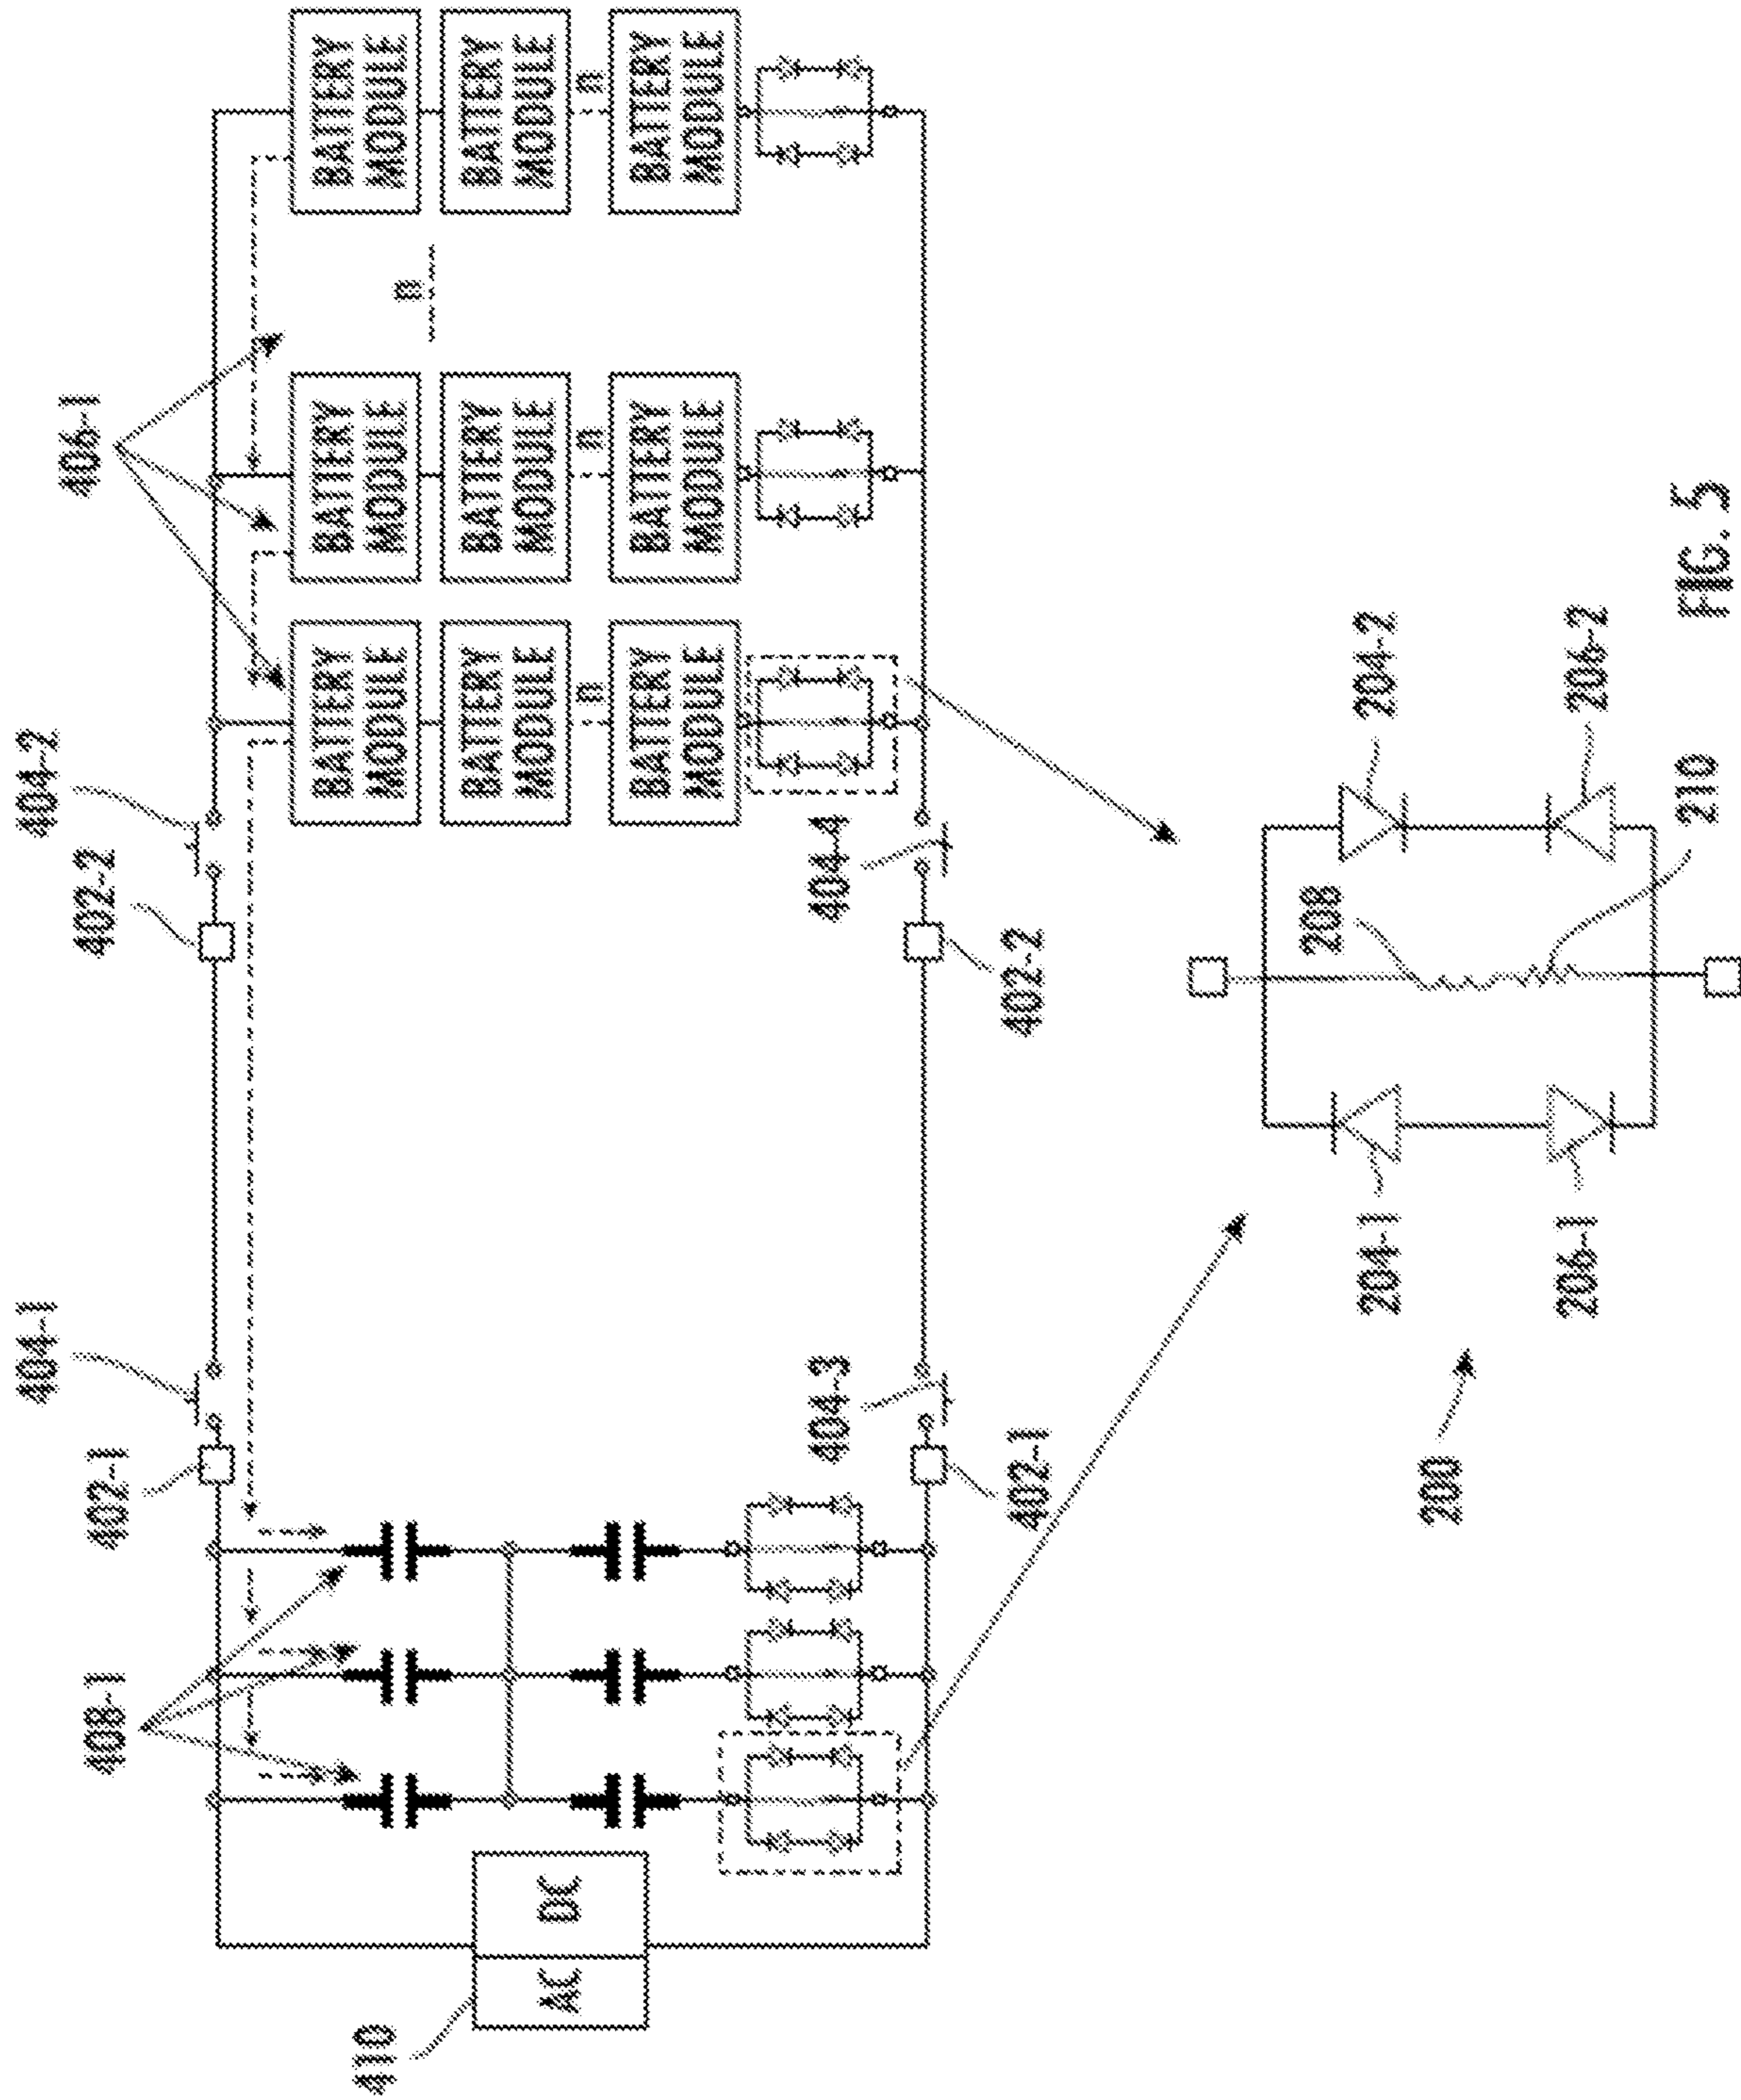 410
AC
DC
408-1
402-1
404-1
402-2
404-2
406-1
BATTERY
MODULE
BATTERY
MODULE
n
BATTERY
MODULE
BATTERY
MODULE
BATTERY
MODULE
n
BATTERY
MODULE
n
BATTERY
MODULE
BATTERY
MODULE
n
BATTERY
MODULE
404-3
402-1
404-4
402-2
200
204-1
206-1
208
210
204-2
206-2
FIG. 5